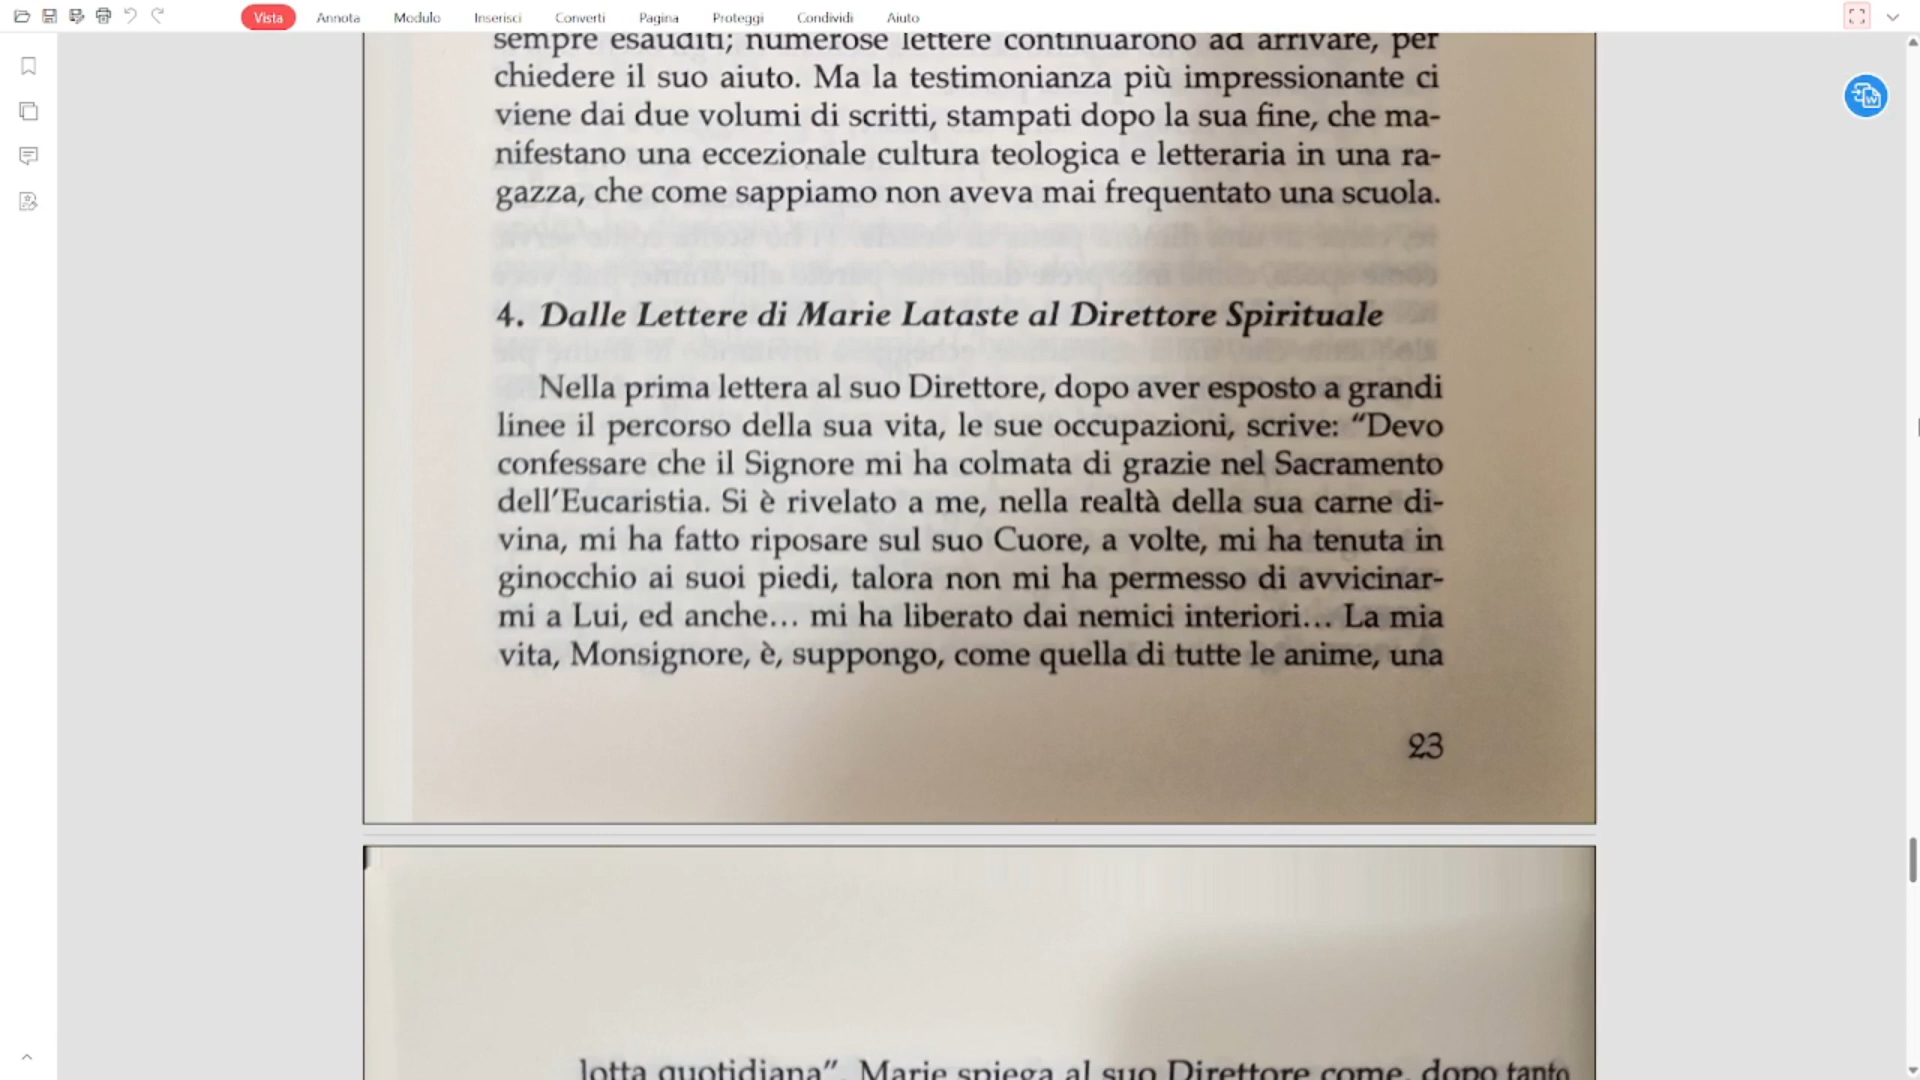 Vista Annota Modulo Inserisci Converti Pagina Proteggi Condividi Aiuto
sempre esauditi; numerose lettere continuarono ad arrivare, per
chiedere il suo aiuto. Ma la testimonianza più impressionante ci
viene dai due volumi di scritti, stampati dopo la sua fine, che ma-
nifestano una eccezionale cultura teologica e letteraria in una ra-
gazza, che come sappiamo non aveva mai frequentato una scuola.
4. Dalle Lettere di Marie Lataste al Direttore Spirituale
Nella prima lettera al suo Direttore, dopo aver esposto a grandi
linee il percorso della sua vita, le sue occupazioni, scrive: “Devo
confessare che il Signore mi ha colmata di grazie nel Sacramento
dell’Eucaristia. Si è rivelato a me, nella realtà della sua carne di-
vina, mi ha fatto riposare sul suo Cuore, a volte, mi ha tenuta in
ginocchio ai suoi piedi, talora non mi ha permesso di avvicinar-
mi a Lui, ed anche... mi ha liberato dai nemici interiori... La mia
vita, Monsignore, è, suppongo, come quella di tutte le anime, una
23
lotta quotidiana”. Marie spiega al suo Direttore come, dopo tanto